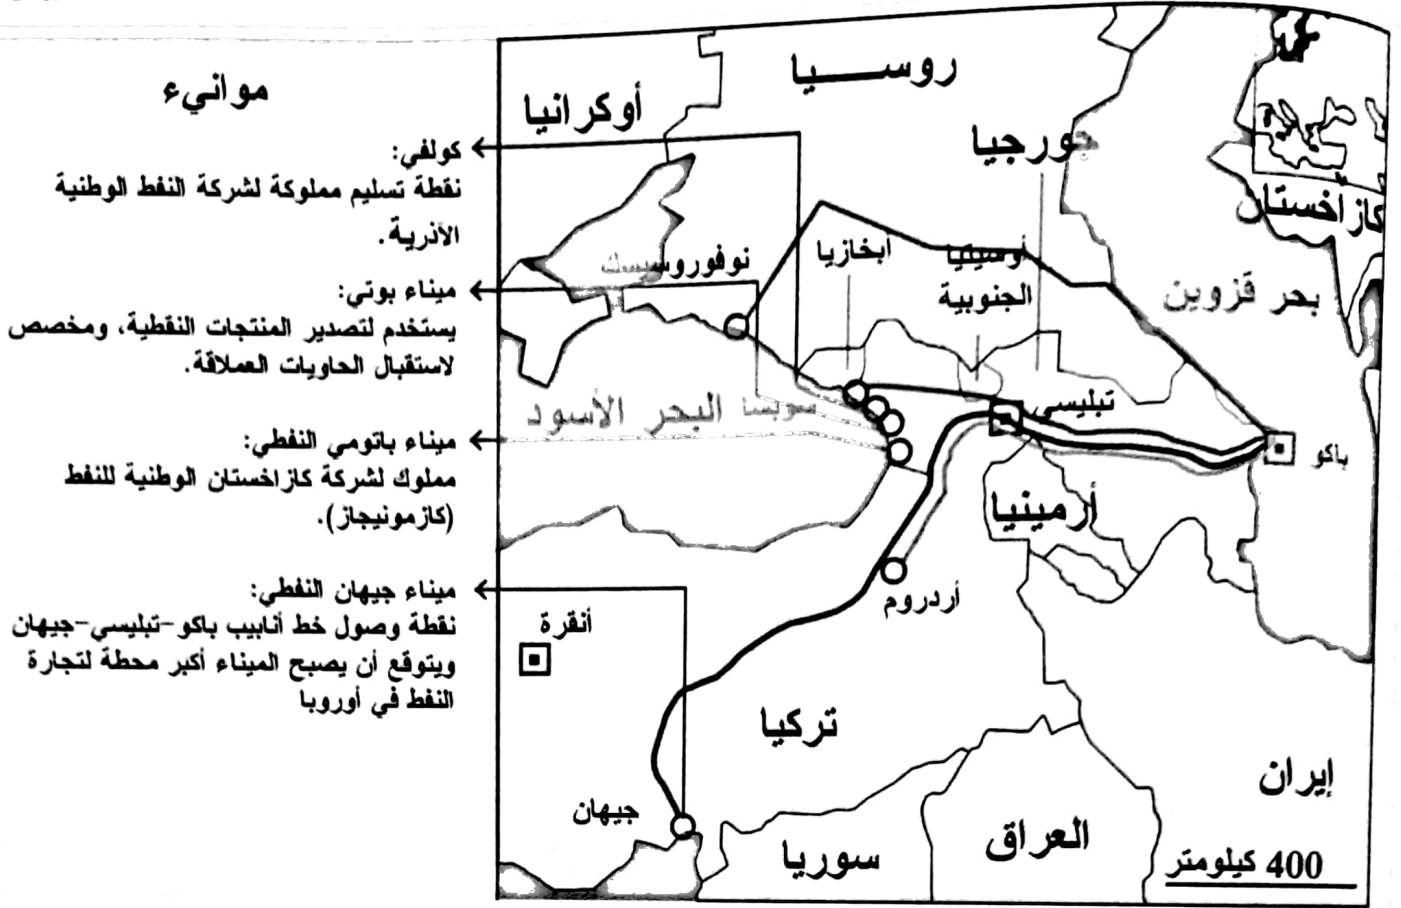 موانيء
كولفي:
نقطة تسليم مملوكة لشركة النفط الوطنية
الآذرية.
ميناء بوتي:
يستخدم لتصدير المنتجات النفطية، ومخصص
لاستقبال الحاويات العملاقة.
ميناء باتومي النفطي:
مملوك لشركة كازاخستان الوطنية للنفط
(كازمونيجاز).
ميناء جيهان النفطي:
نقطة وصول خط أنابيب باكو-تبليسي-جيهان
ويتوقع أن يصبح الميناء أكبر محطة لتجارة
النفط في أوروبا
روسيا
أوكرانيا
جورجيا
كازاخستان
نوفوروسيسك
أبخازيا
أوسيتيا
الجنوبية
بحر قزوين
البحر الأسود
سوبسا
تبليسي
باكو
أرمينيا
أردروم
أنقرة
تركيا
إيران
جيهان
سوريا
العراق
400 كيلومتر